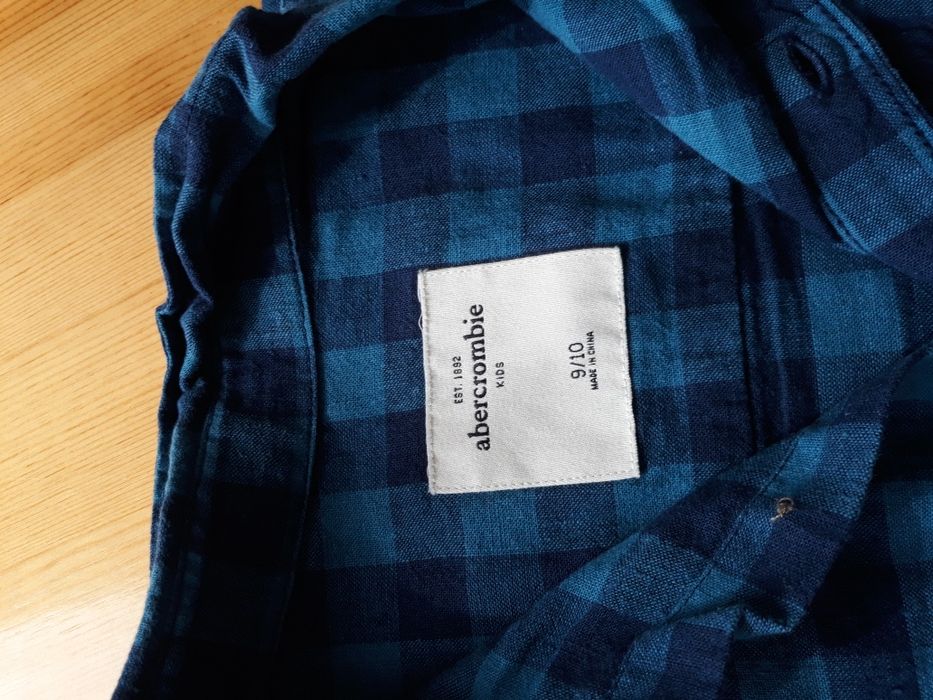 EST. 1892
abercrombie
KIDS
9/10
MADE IN CHINA